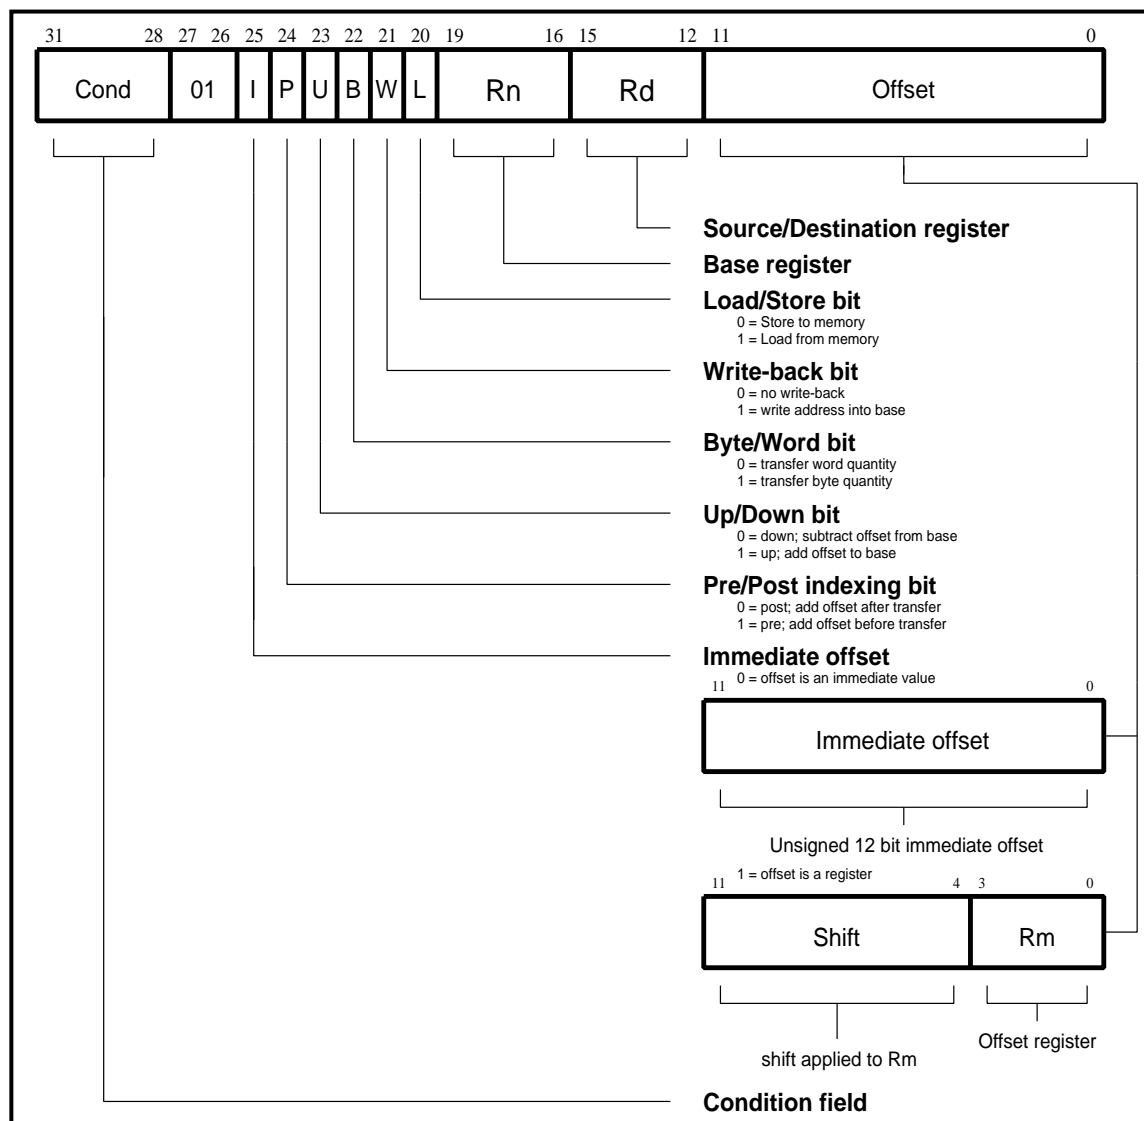 31 28 27 26 25 24 23 22 21 20 19 16 15 12 11 0
Cond 01 I P U B W L Rn Rd Offset
Source/Destination register
Base register
Load/Store bit
0 = Store to memory
1 = Load from memory
Write-back bit
0 = no write-back
1 = write address into base
Byte/Word bit
0 = transfer word quantity
1 = transfer byte quantity
Up/Down bit
0 = down; subtract offset from base
1 = up; add offset to base
Pre/Post indexing bit
0 = post; add offset after transfer
1 = pre; add offset before transfer
Immediate offset
0 = offset is an immediate value
11 0
Immediate offset
Unsigned 12 bit immediate offset
1 = offset is a register
11 4 3 0
Shift Rm
Offset register
shift applied to Rm
Condition field